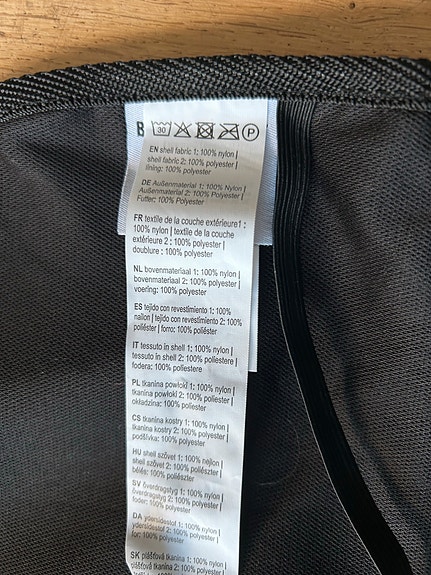 B 30 P
EN shell fabric 1: 100% nylon |
shell fabric 2: 100% polyester |
lining: 100% polyester
DE Außenmaterial 1: 100% Nylon |
Außenmaterial 2: 100% Polyester |
Futter: 100% Polyester
FR textile de la couche extérieure1 :
100% nylon | textile de la couche
extérieure 2 : 100% polyester |
doublure : 100% polyester
NL bovenmateriaal 1: 100% nylon |
bovenmateriaal 2: 100% polyester |
voering: 100% polyester
ES tejido con revestimiento 1: 100%
nailon | tejido con revestimiento 2: 100%
poliéster | forro: 100% poliéster
IT tessuto in shell 1: 100% nylon |
tessuto in shell 2: 100% poliestere |
fodera: 100% poliestere
PL tkanina powłoki 1: 100% nylon |
tkanina powłoki 2: 100% poliester |
okładzina: 100% poliester
CS tkanina kostry 1: 100% nylon |
tkanina kostry 2: 100% polyester |
podšívka: 100% polyester
HU shell szövet 1: 100% nejlon |
shell szövet 2: 100% poliészter |
bélés: 100% poliészter
SV överdragstyg 1: 100% nylon |
överdragstyg 2: 100% polyester |
foder: 100% polyester
DA ydersidestof 1: 100% nylon |
ydersidestof 2: 100% polyester |
for: 100% polyester
SK plášťová tkanina 1: 100% nylon |
plášťová tkanina 2: 100% polyester |